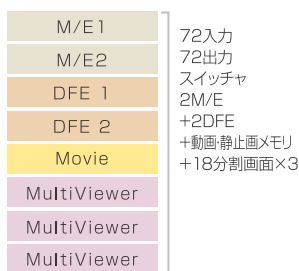 M/E1
M/E2
DFE 1
DFE 2
Movie
MultiViewer
MultiViewer
MultiViewer
72入力
72出力
スイッチャ
2M/E
+2DFE
+動画・静止画メモリ
+18分割画面×3